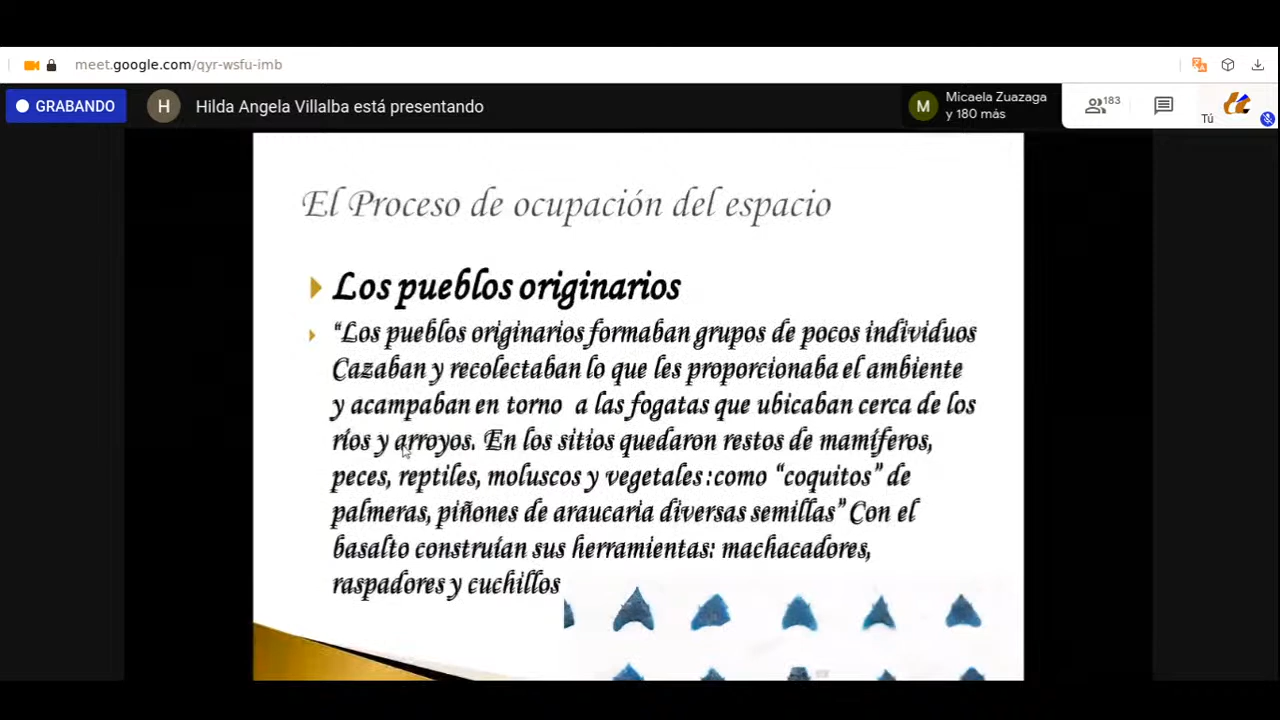 meet.google.com/qyr-wsfu-imb
GRABANDO
H
Hilda Angela Villalba está presentando
M
Micaela Zuazaga
y 180 más
183
Tú
El Proceso de ocupación del espacio
Los pueblos originarios
“Los pueblos originarios formaban grupos de pocos individuos
Cazaban y recolectaban lo que les proporcionaba el ambiente
y acampaban en torno a las fogatas que ubicaban cerca de los
ríos y arroyos. En los sitios quedaron restos de mamíferos,
peces, reptiles, moluscos y vegetales :como “coquitos” de
palmeras, piñones de araucaria diversas semillas” Con el
basalto construían sus herramientas: machacadores,
raspadores y cuchillos